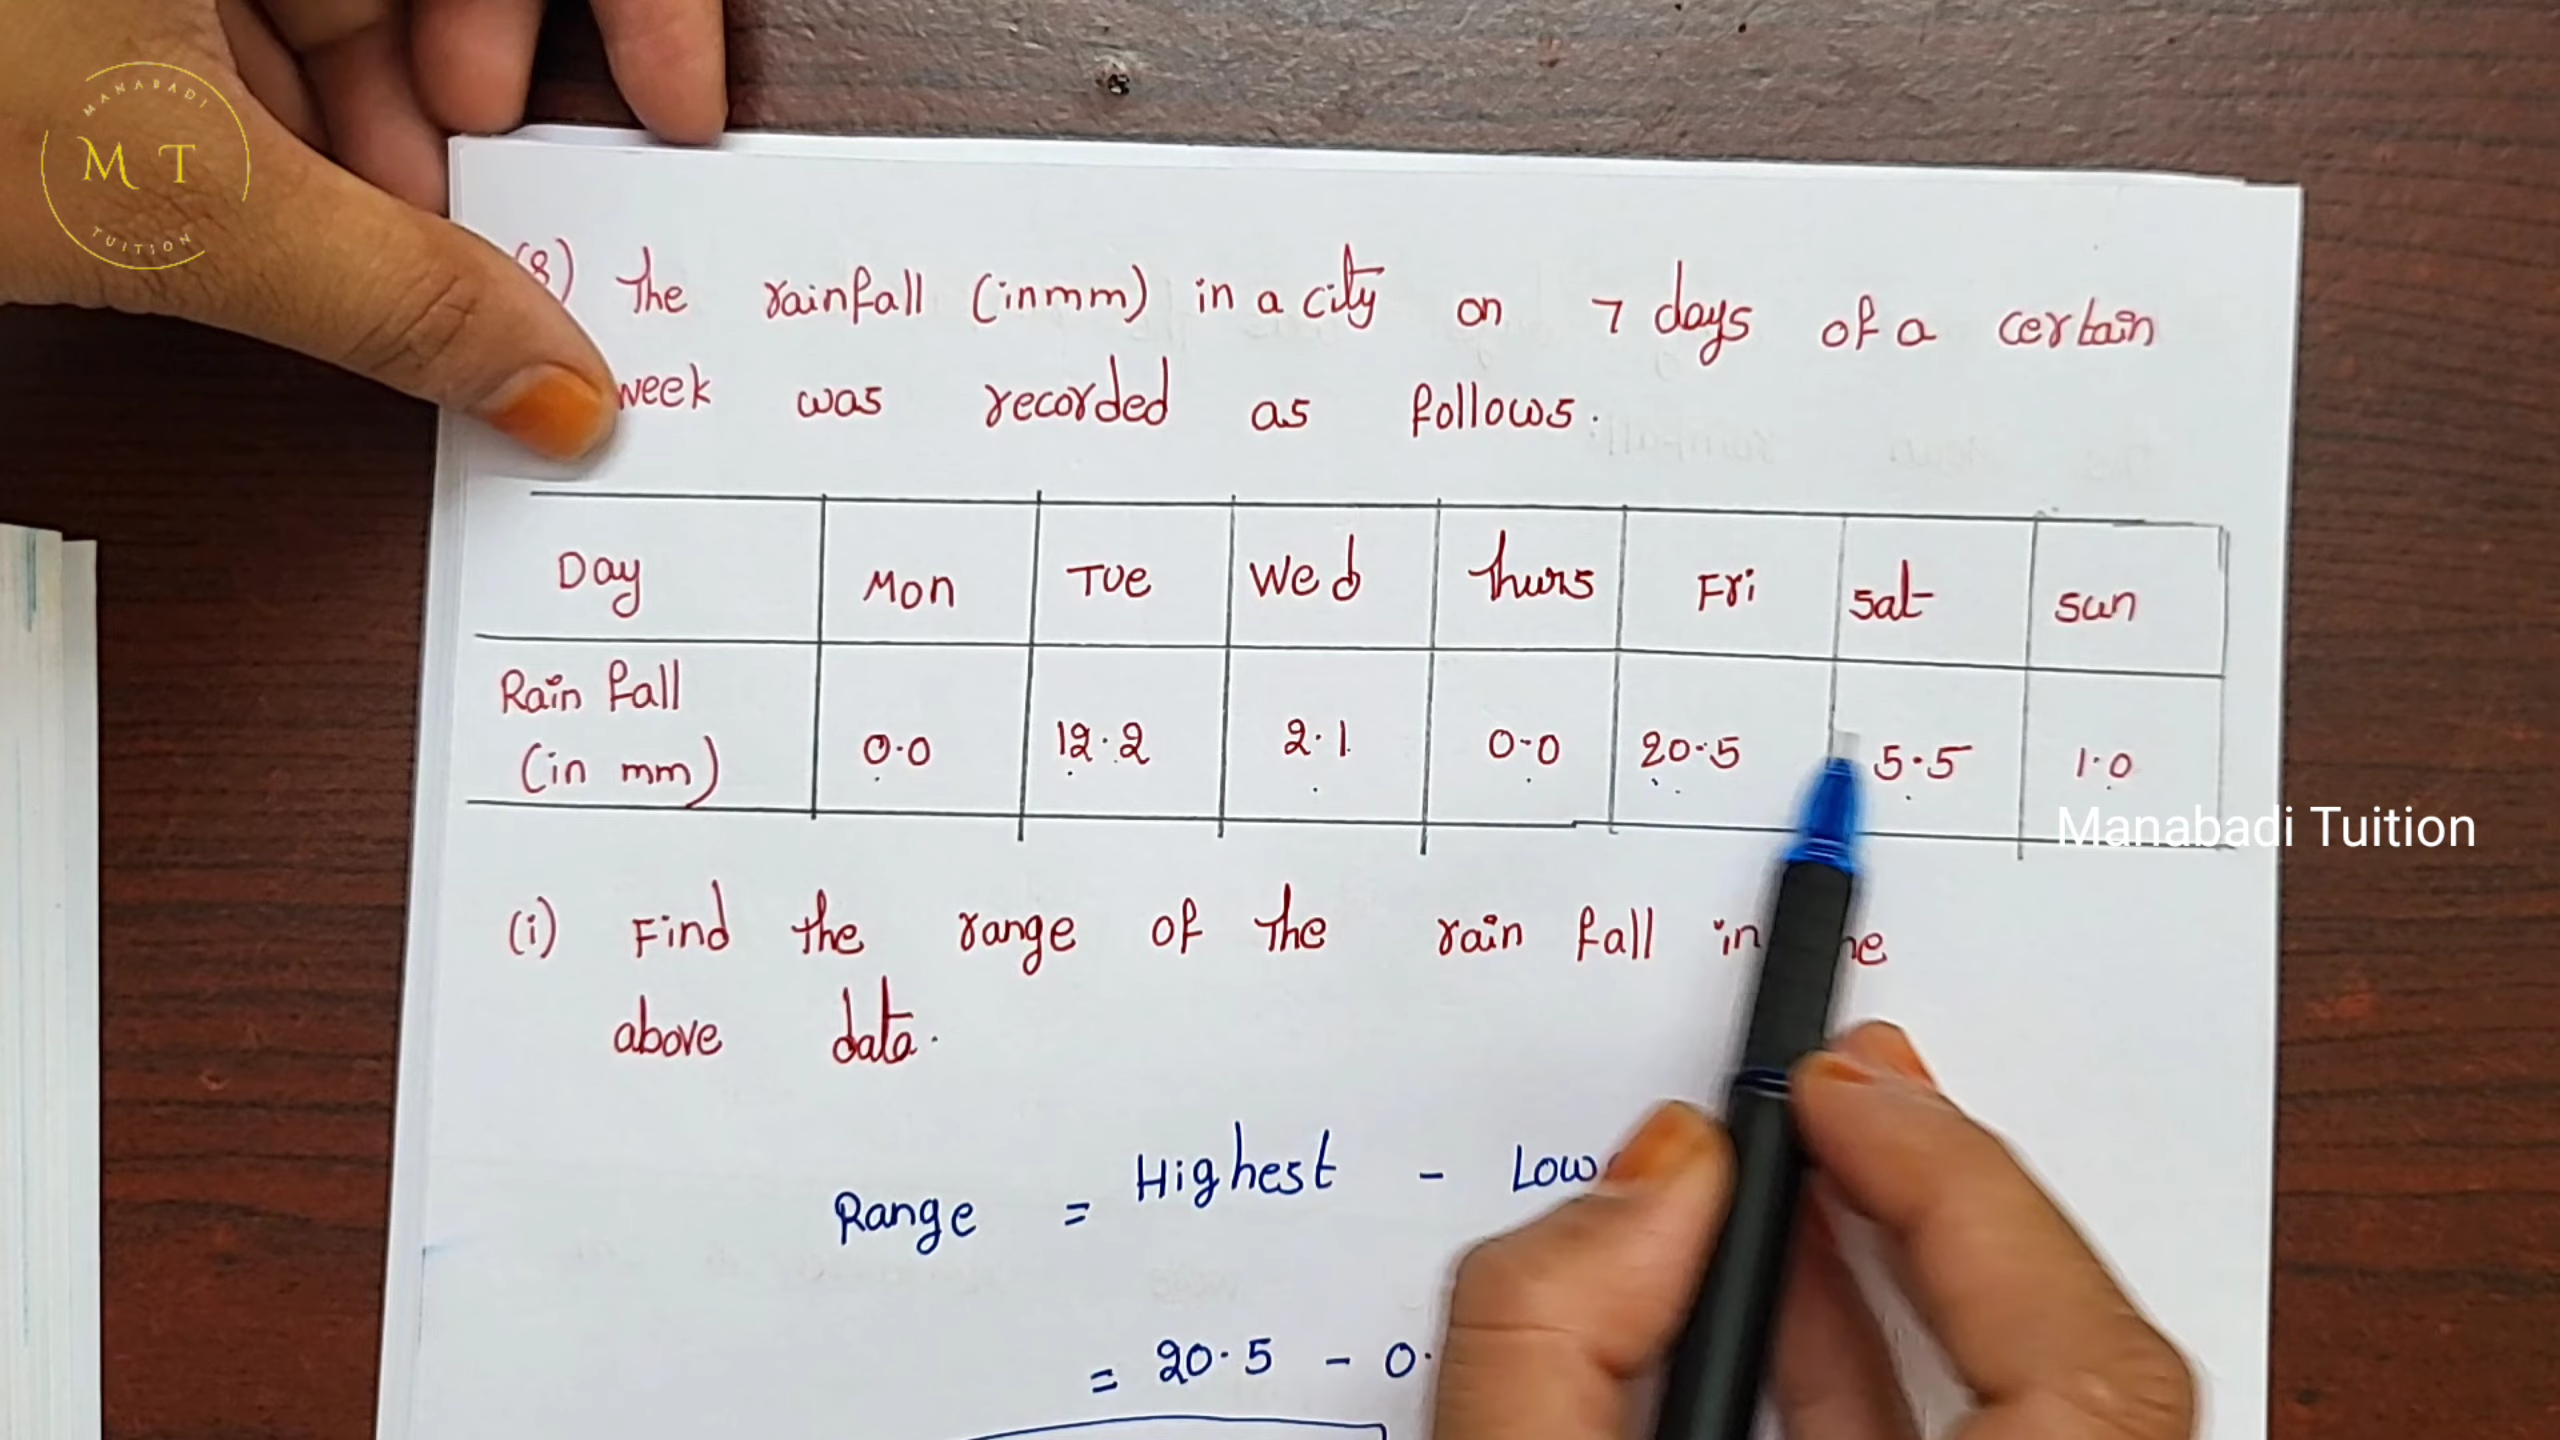 MANABADI
M T
TUITION
(8) The rainfall (in mm) in a city on 7 days of a certain
week was recorded as follows.
Day Mon Tue Wed Thurs Fri Sat Sun
Rain fall
(in mm) 0.0 12.2 2.1 0.0 20.5 5.5 1.0
Manabadi Tuition
(i) Find the range of the rain fall in
above data.
Range = Highest -
= 20.5 - 0.